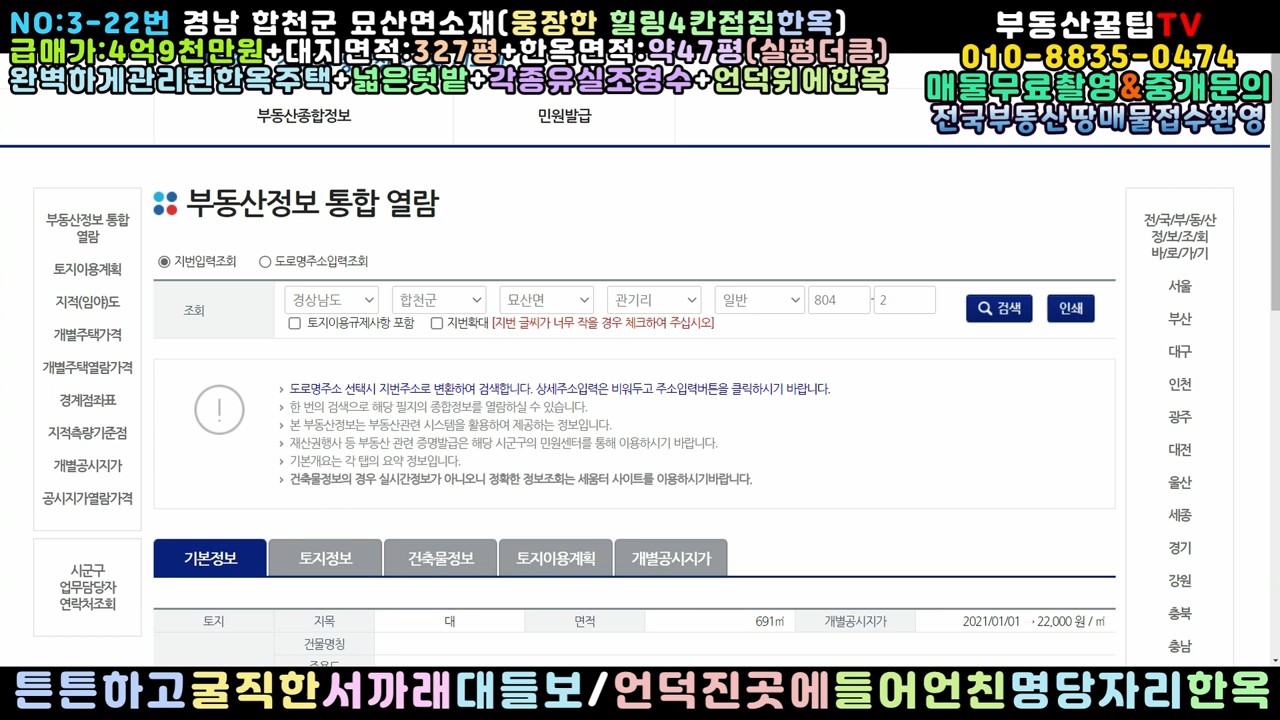 NO:3-22번 경남 합천군 묘산면소재(웅장한 힐링4칸접집한옥)
급매가:4억9천만원+대지면적:327평+한옥면적:약47평(실평더큼)
완벽하게관리된한옥주택+넓은텃밭+각종유실조경수+언덕위에한옥
부동산꿀팁TV
010-8835-0474
매물무료촬영&중개문의
전국부동산땅매물접수환영
부동산종합정보 민원발급
부동산정보 통합 열람
토지이용계획
지적(임야)도
개별주택가격
개별주택열람가격
경계점좌표
지적측량기준점
개별공시지가
공시지가열람가격
시군구
업무담당자
연락처조회
부동산정보 통합 열람
지번입력조회 도로명주소입력조회
조회 경상남도 합천군 묘산면 관기리 일반 804 - 2 검색 인쇄
토지이용규제사항 포함 지번확대 [지번 글씨가 너무 작을 경우 체크하여 주십시오]
도로명주소 선택시 지번주소로 변환하여 검색합니다. 상세주소입력은 비워두고 주소입력버튼을 클릭하시기 바랍니다.
한 번의 검색으로 해당 필지의 종합정보를 열람하실 수 있습니다.
본 부동산정보는 부동산관련 시스템을 활용하여 제공하는 정보입니다.
재산권행사 등 부동산 관련 증명발급은 해당 시군구의 민원센터를 통해 이용하시기 바랍니다.
기본개요는 각 탭의 요약 정보입니다.
건축물정보의 경우 실시간정보가 아니오니 정확한 정보조회는 세움터 사이트를 이용하시기바랍니다.
기본정보 토지정보 건축물정보 토지이용계획 개별공시지가
토지 지목 대 면적 691㎡ 개별공시지가 2021/01/01 → 22,000 원 / ㎡
건물명칭
주용도
전/국/부/동/산
정/보/조/회
바/로/가/기
서울
부산
대구
인천
광주
대전
울산
세종
경기
강원
충북
충남
튼튼하고굴직한서까래대들보/언덕진곳에들어언친명당자리한옥